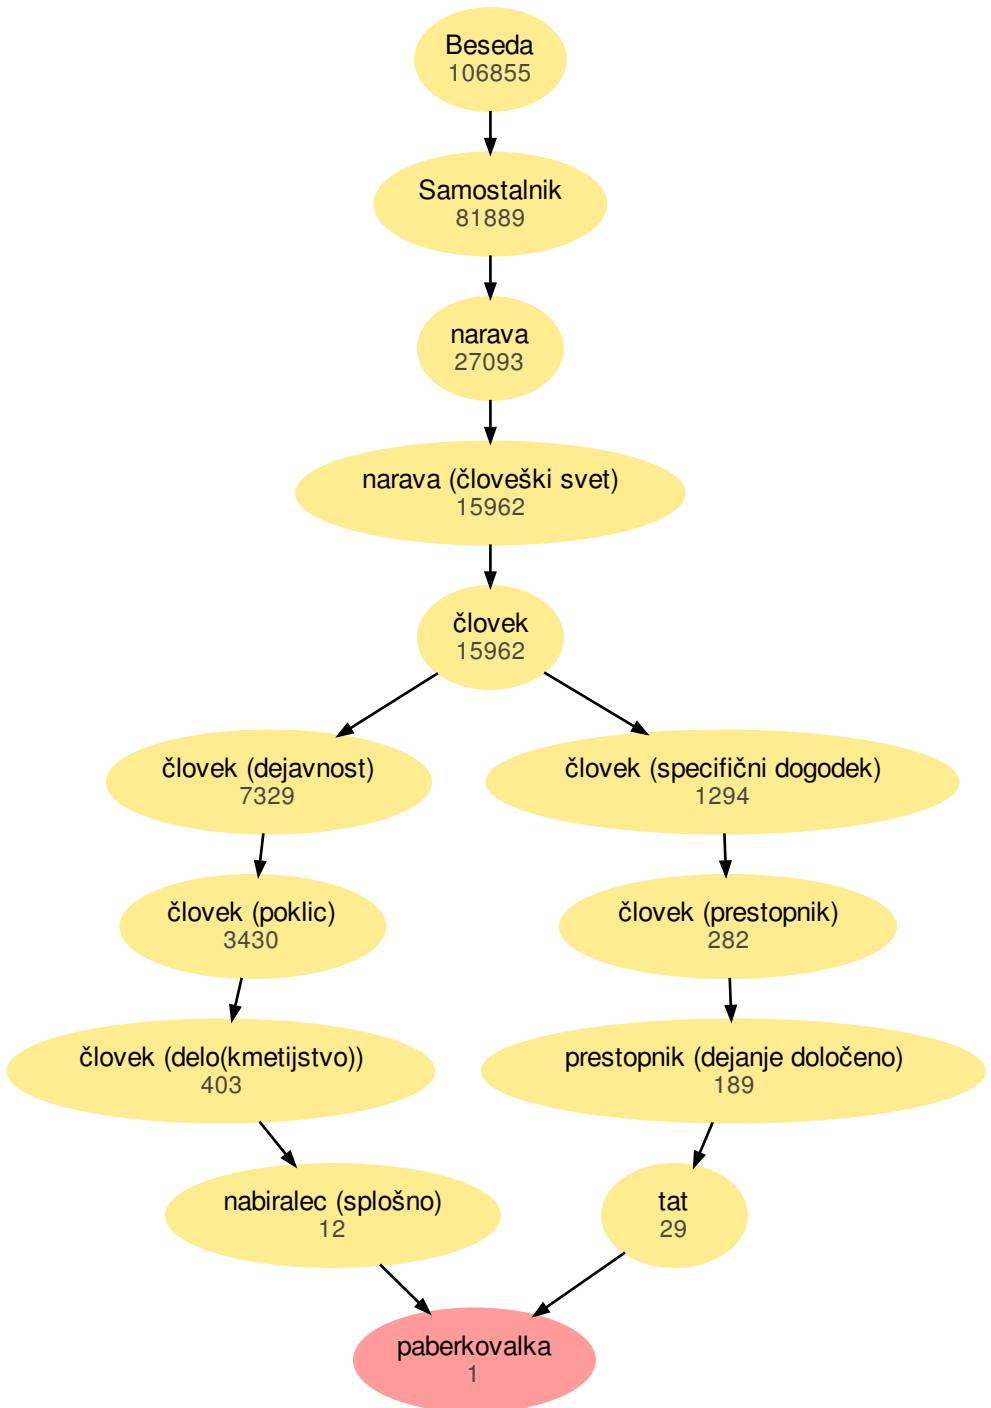 Beseda
106855
Samostalnik
81889
narava
27093
narava (človeški svet)
15962
človek
15962
človek (dejavnost)
7329
človek (specifični dogodek)
1294
človek (poklic)
3430
človek (prestopnik)
282
človek (delo(kmetijstvo))
403
prestopnik (dejanje določeno)
189
nabiralec (splošno)
12
tat
29
paberkovalka
1